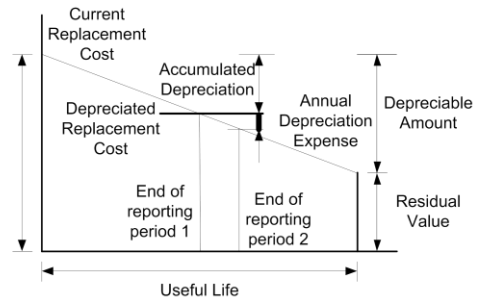 Current
Replacement
Cost
Accumulated
Depreciation
Depreciated
Replacement
Cost
Annual
Depreciation
Expense
Depreciable
Amount
End of
reporting
period 1
End of
reporting
period 2
Residual
Value
Useful Life